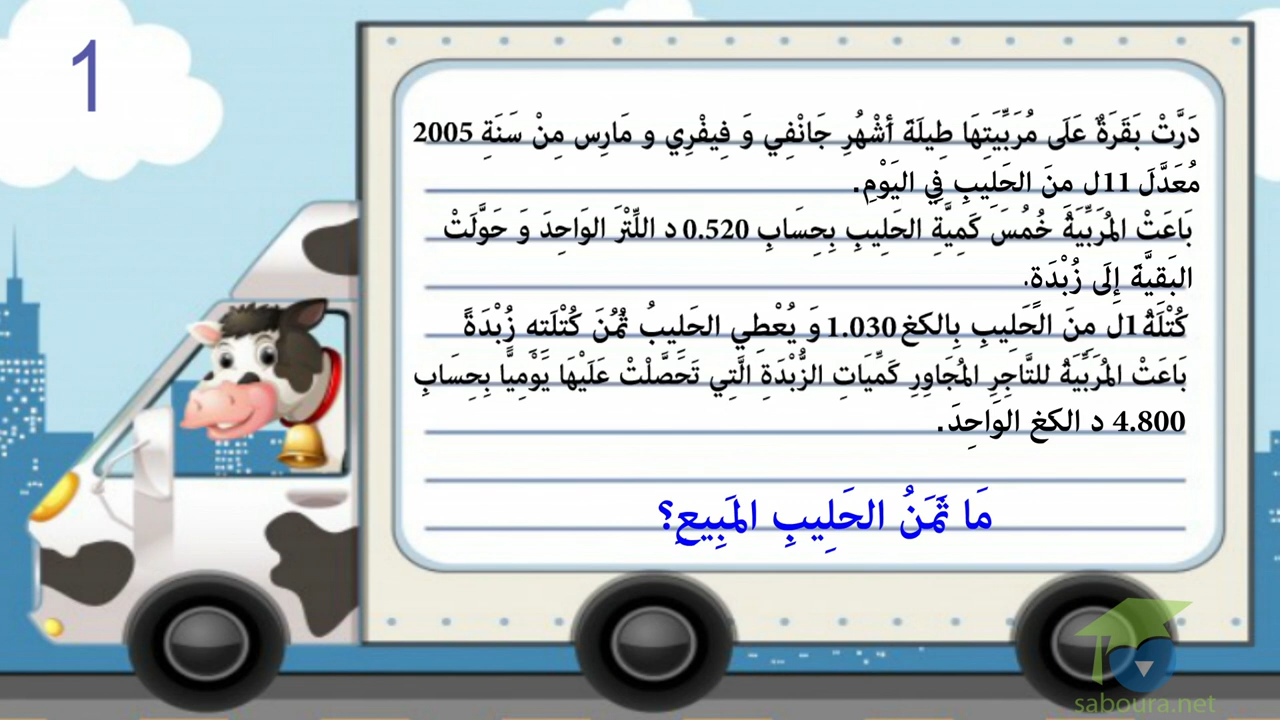 1
دَرَّتْ بَقَرَةٌ عَلَى مُرَبِّيَتِهَا طِيلَةَ أَشْهُرِ جَانْفِي وَ فِيفْرِي و مَارِس مِنْ سَنَةِ 2005
مُعَدَّلَ 11ل منَ الحَلِيبِ فِي اليَوْمِ.
بَاعَتْ المُرَبِّيَةُ خُمُسَ كَمِيَّةِ الحَلِيبِ بِحِسَابِ 0.520 د اللِّتْرَ الوَاحِدَ وَ حَوَّلَتْ
البَقِيَّةَ إِلَى زُبْدَة.
كُتْلَةُ 1ل مِنَ الحَلِيبِ بِالكغ 1.030 وَ يُعْطِي الحَلِيبُ ثُمُنَ كُتْلَتِهِ زُبْدَةً
بَاعَتْ المُرَبِّيَةُ للتَّاجِرِ المُجَاوِرِ كَمِّيَاتِ الزُّبْدَةِ الَّتِي تَحَصَّلْتْ عَلَيْهَا يَوْمِيًّا بِحِسَابِ
4.800 د الكغ الوَاحِدَ.
مَا ثَمَنُ الحَلِيبِ المَبِيعِ؟
saboura.net